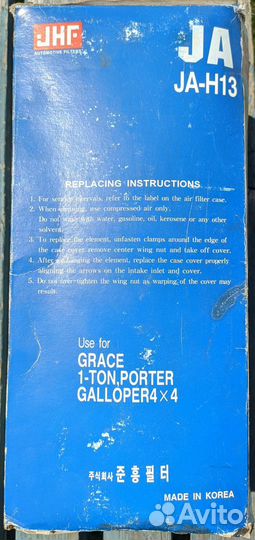 JHF
AUTOMOTIVE FILTERS
JA
JA-H13
REPLACING INSTRUCTIONS
1. For service intervals, refer to the label on the air filter case.
2. When cleaning, use compressed air only.
Do not wash with water, gasoline, oil, kerosene or any other
solvent.
3. To replace the element, unfasten clamps around the edge of
the case cover remove center wing nut and take off cover.
4. After replacing the element, replace the case cover properly
aligning the arrows on the intake inlet and cover.
5. Do not over tighten the wing nut as warping of the cover may
result.
Use for
GRACE
1-TON,PORTER
GALLOPER4×4
주식회사 준흥필터
MADE IN KOREA
Avito